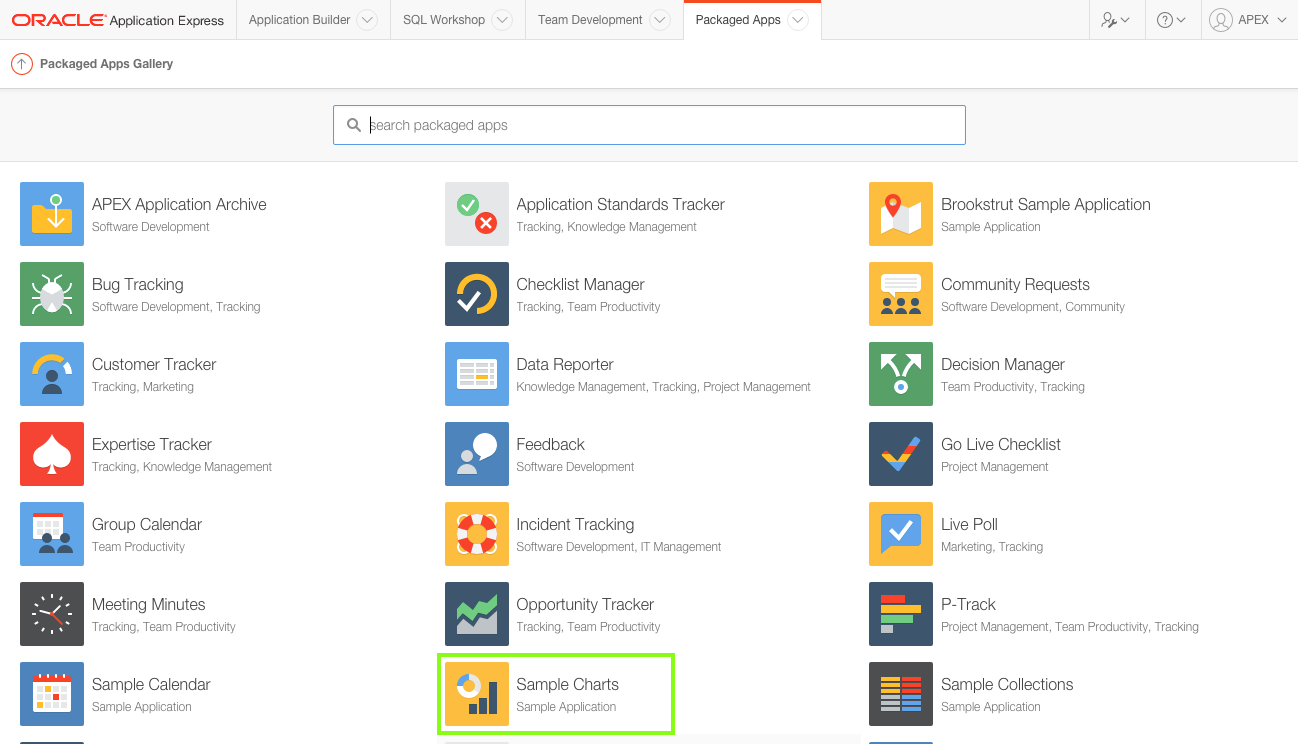 ORACLE Application Express Application Builder SQL Workshop Team Development Packaged Apps APEX
Packaged Apps Gallery
search packaged apps
APEX Application Archive
Software Development
Application Standards Tracker
Tracking, Knowledge Management
Brookstrut Sample Application
Sample Application
Bug Tracking
Software Development, Tracking
Checklist Manager
Tracking, Team Productivity
Community Requests
Software Development, Community
Customer Tracker
Tracking, Marketing
Data Reporter
Knowledge Management, Tracking, Project Management
Decision Manager
Team Productivity, Tracking
Expertise Tracker
Tracking, Knowledge Management
Feedback
Software Development
Go Live Checklist
Project Management
Group Calendar
Team Productivity
Incident Tracking
Software Development, IT Management
Live Poll
Marketing, Tracking
Meeting Minutes
Tracking, Team Productivity
Opportunity Tracker
Tracking, Team Productivity
P-Track
Project Management, Team Productivity, Tracking
Sample Calendar
Sample Application
Sample Charts
Sample Application
Sample Collections
Sample Application